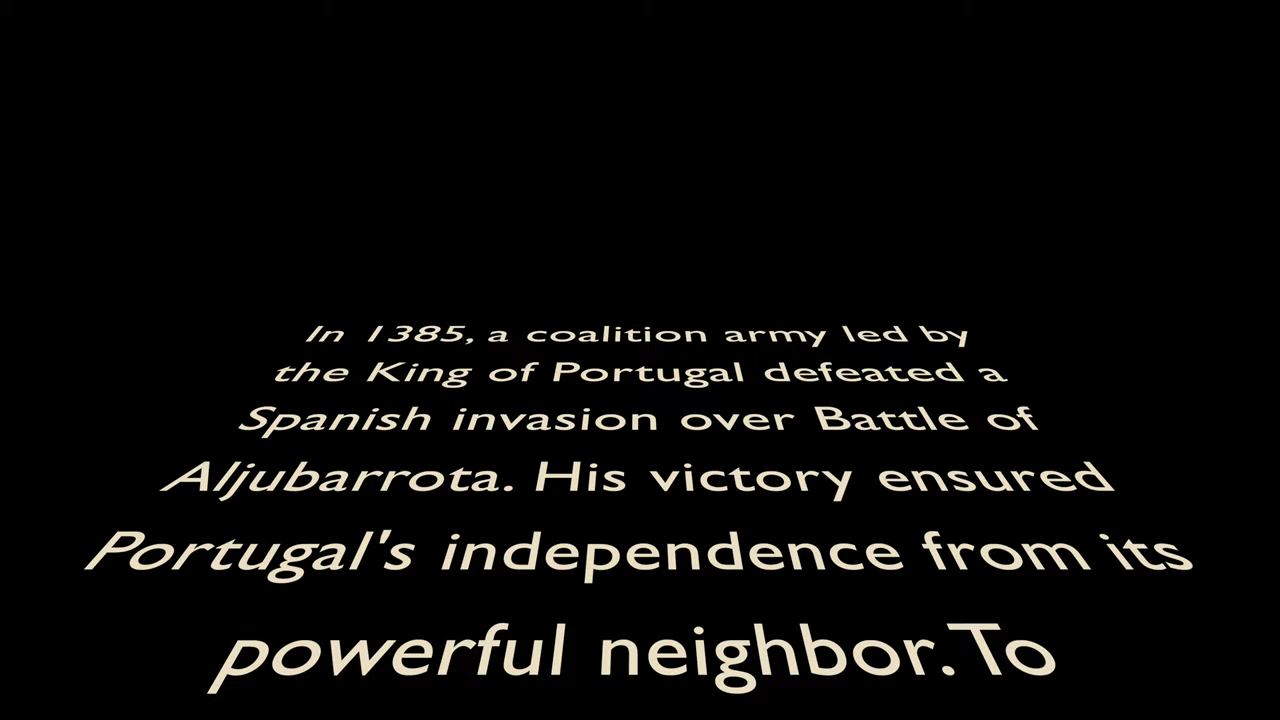 In 1385, a coalition army led by
the King of Portugal defeated a
Spanish invasion over Battle of
Aljubarrota. His victory ensured
Portugal's independence from its
powerful neighbor. To